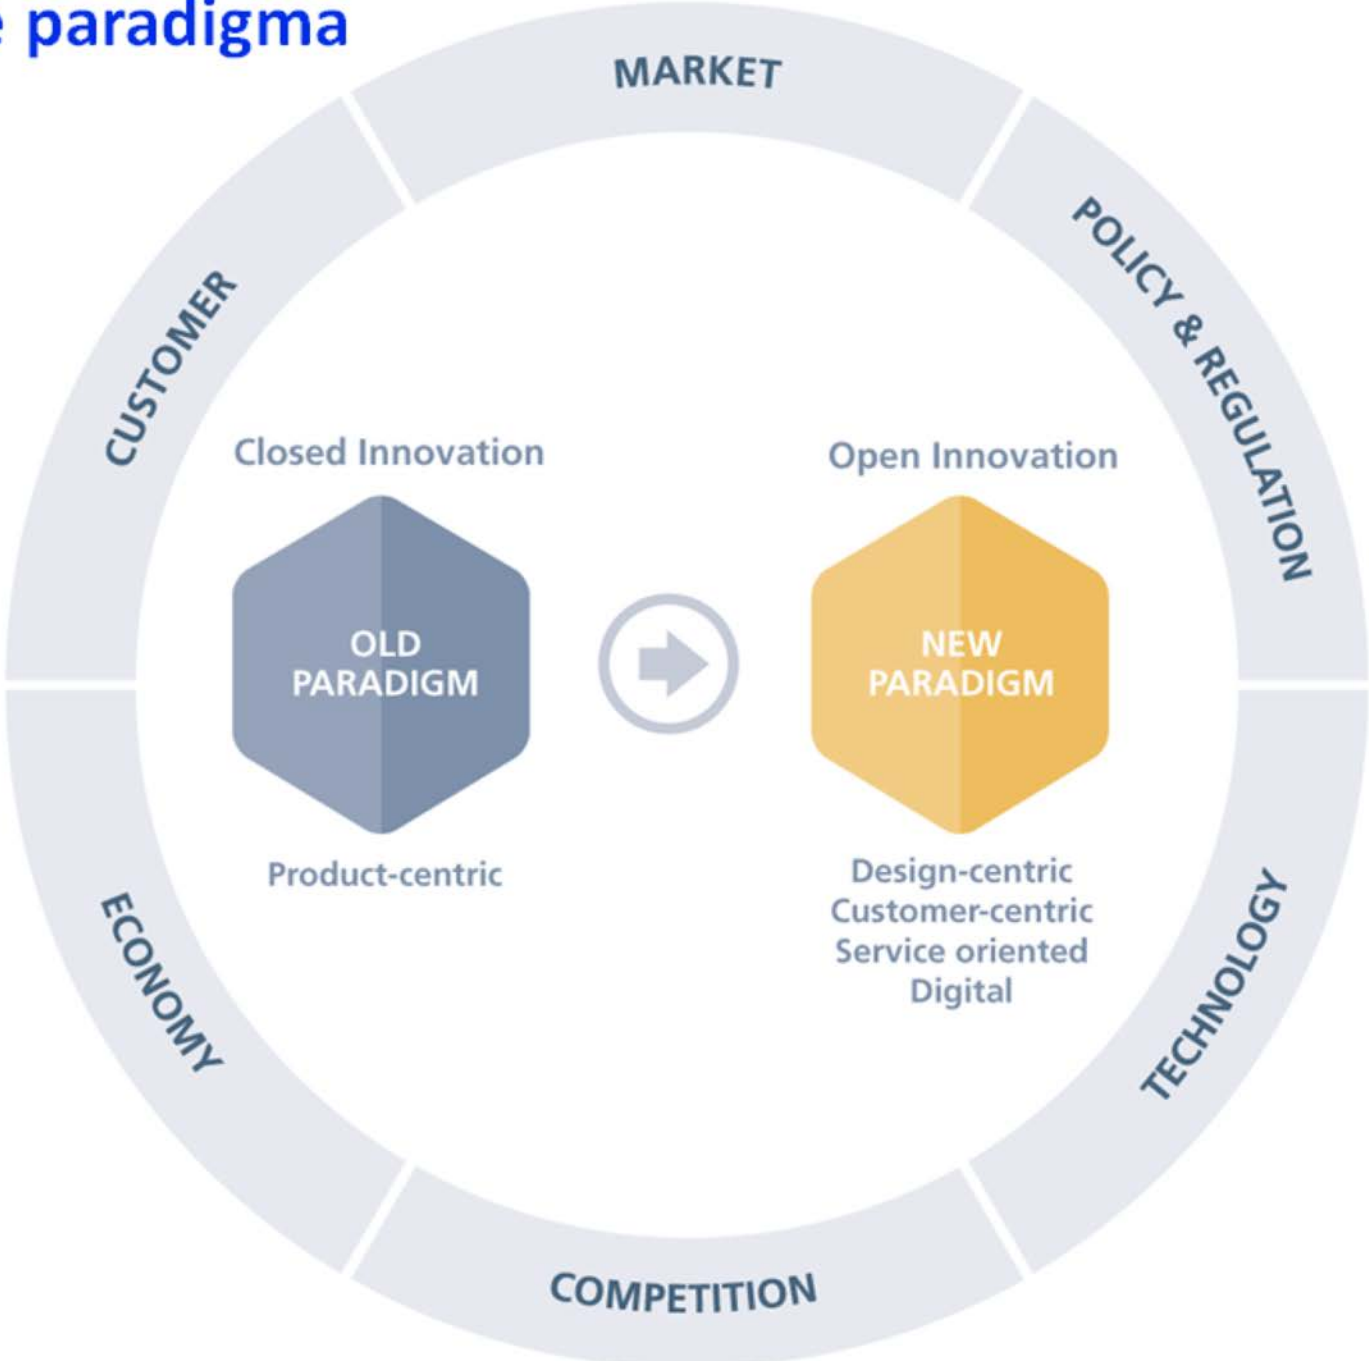 e paradigma
MARKET
POLICY & REGULATION
CUSTOMER
Closed Innovation
Open Innovation
OLD
PARADIGM
NEW
PARADIGM
Product-centric
Design-centric
Customer-centric
Service oriented
Digital
ECONOMY
TECHNOLOGY
COMPETITION